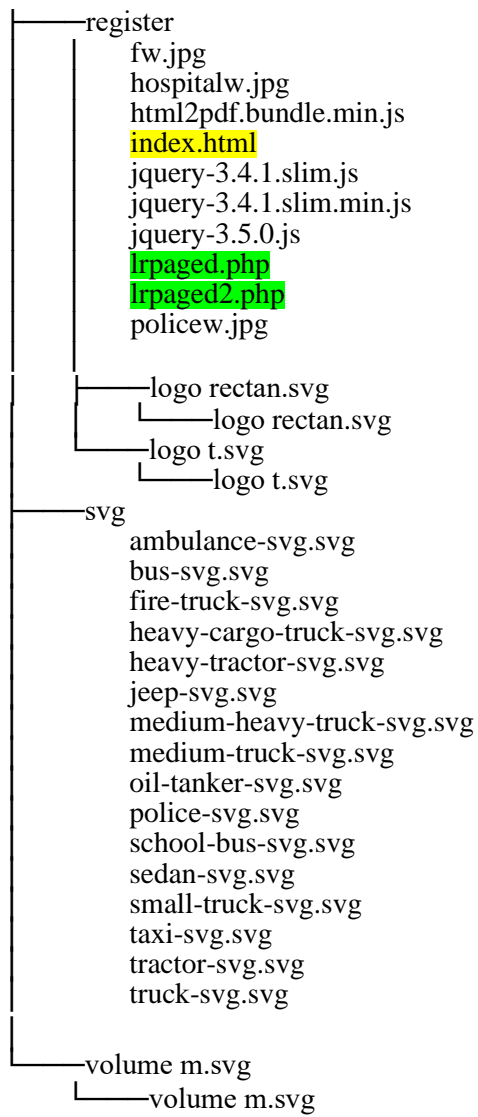 register
fw.jpg
hospitalw.jpg
html2pdf.bundle.min.js
index.html
jquery-3.4.1.slim.js
jquery-3.4.1.slim.min.js
jquery-3.5.0.js
lrpaged.php
lrpaged2.php
policew.jpg
logo rectan.svg
logo rectan.svg
logo t.svg
logo t.svg
svg
ambulance-svg.svg
bus-svg.svg
fire-truck-svg.svg
heavy-cargo-truck-svg.svg
heavy-tractor-svg.svg
jeep-svg.svg
medium-heavy-truck-svg.svg
medium-truck-svg.svg
oil-tanker-svg.svg
police-svg.svg
school-bus-svg.svg
sedan-svg.svg
small-truck-svg.svg
taxi-svg.svg
tractor-svg.svg
truck-svg.svg
volume m.svg
volume m.svg